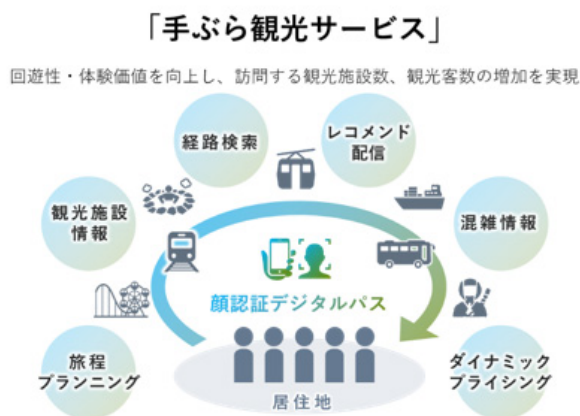 「手ぶら観光サービス」
回遊性・体験価値を向上し、訪問する観光施設数、観光客数の増加を実現
経路検索
レコメンド
配信
観光施設
情報
混雑情報
顔認証デジタルパス
旅程
プランニング
ダイナミック
プライシング
居住地